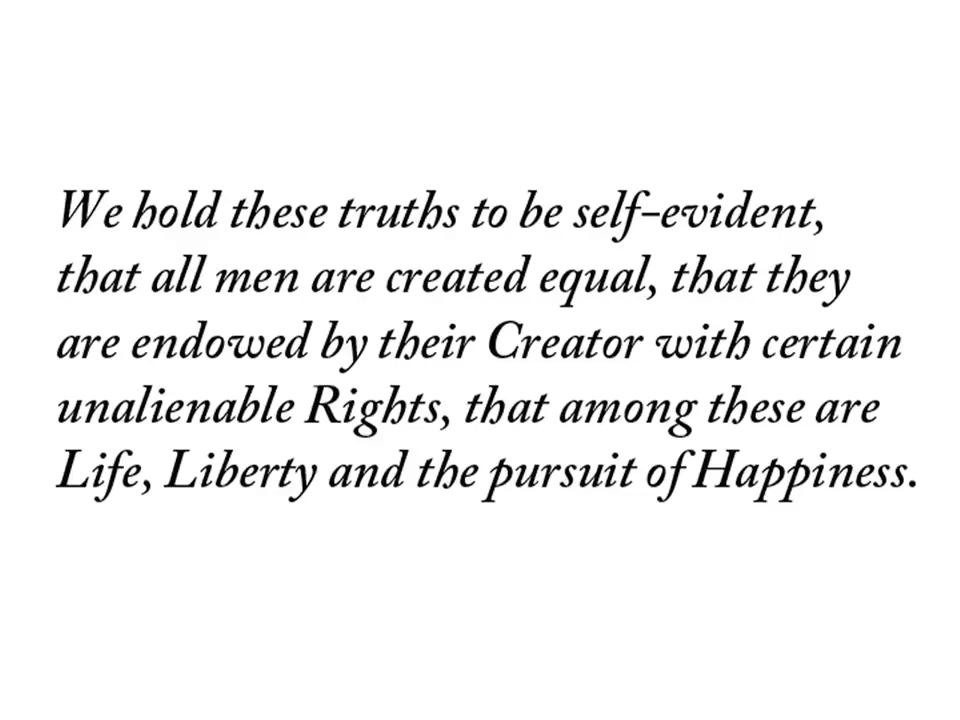 We hold these truths to be self-evident,
that all men are created equal, that they
are endowed by their Creator with certain
unalienable Rights, that among these are
Life, Liberty and the pursuit of Happiness.